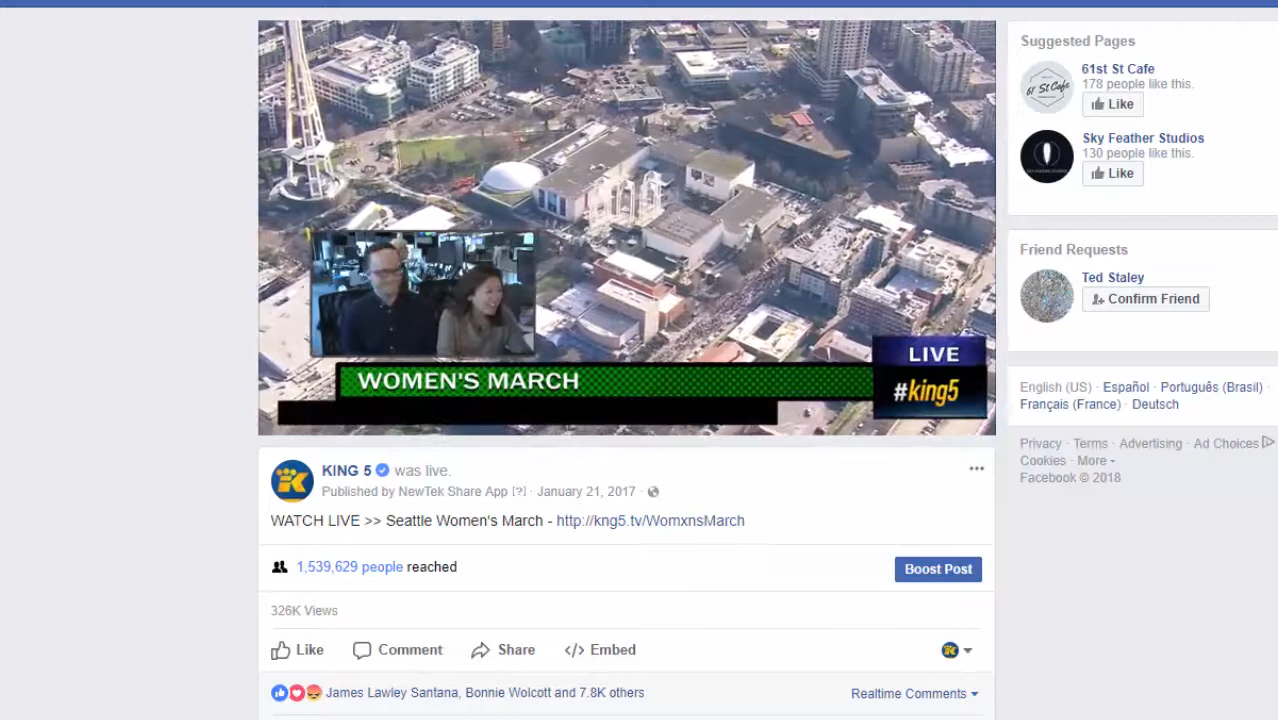 WOMEN'S MARCH
LIVE
#king5
KING 5 was live.
Published by NewTek Share App [?] · January 21, 2017 ·
WATCH LIVE >> Seattle Women's March - http://kng5.tv/WomxnsMarch
1,539,629 people reached
Boost Post
326K Views
Like Comment Share </> Embed
James Lawley Santana, Bonnie Wolcott and 7.8K others
Realtime Comments
Suggested Pages
61' St Cafe
61st St Cafe
178 people like this.
Like
Sky Feather Studios
130 people like this.
Like
Friend Requests
Ted Staley
Confirm Friend
English (US) · Español · Português (Brasil) ·
Français (France) · Deutsch
Privacy · Terms · Advertising · Ad Choices
Cookies · More
Facebook © 2018